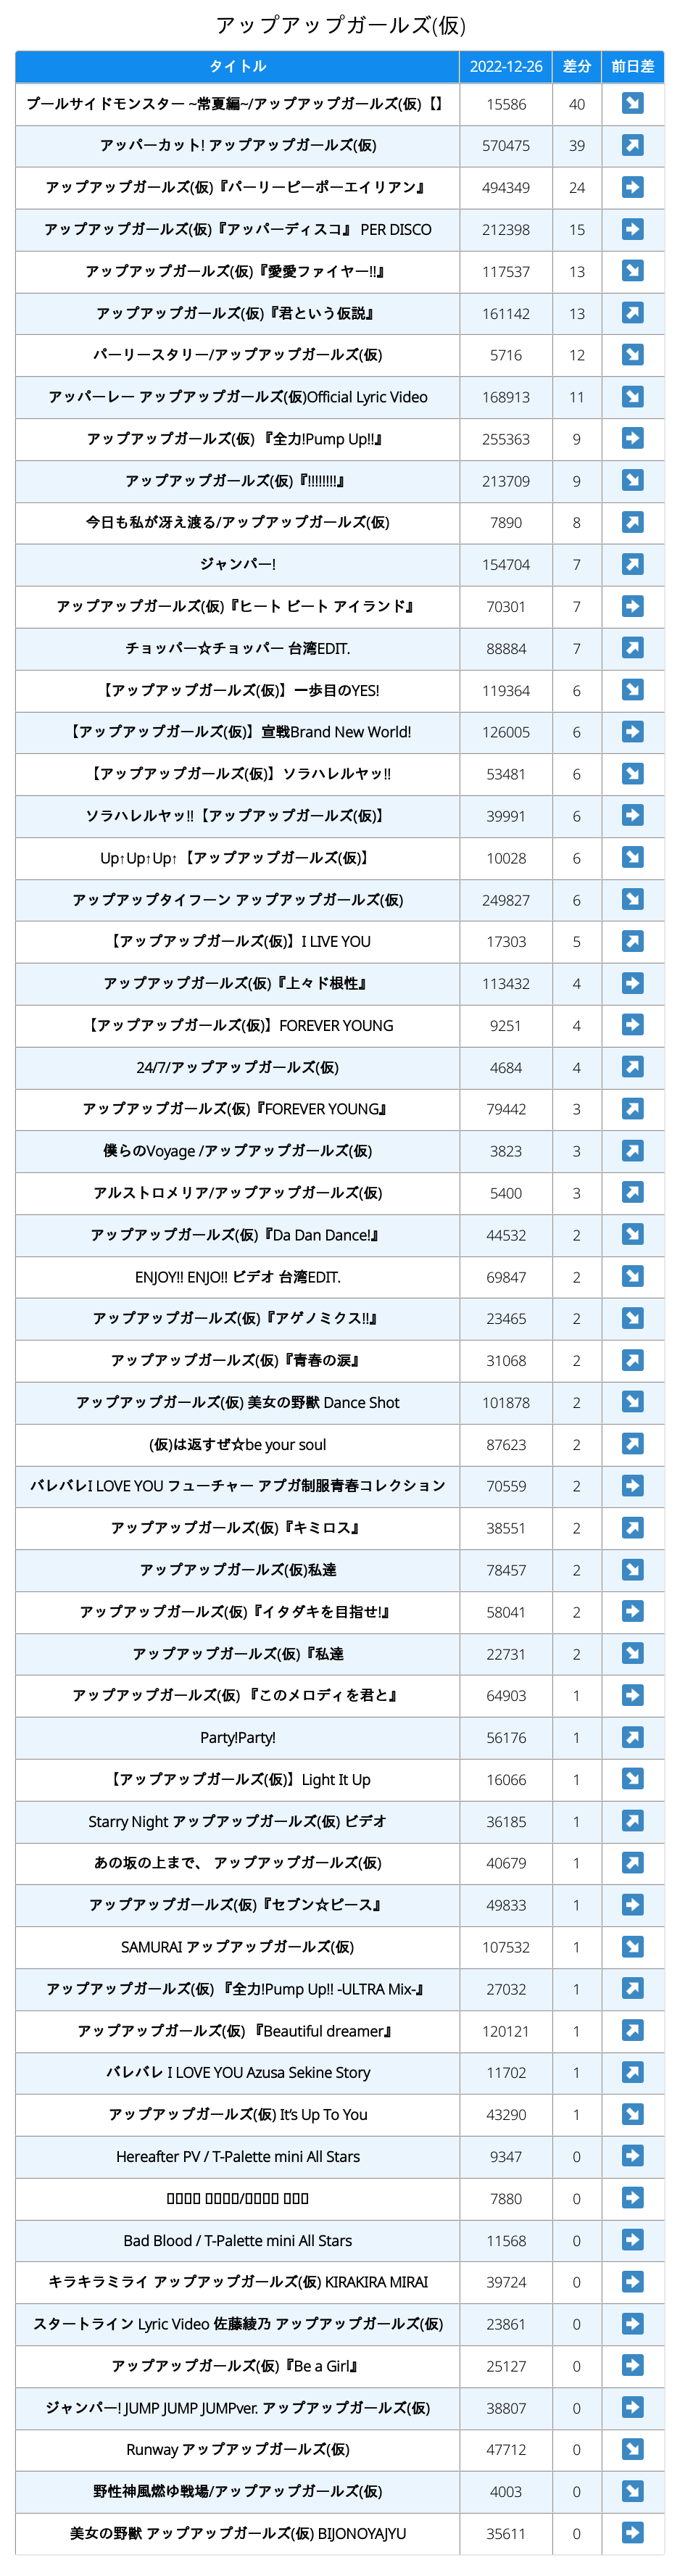 アップアップガールズ(仮)
タイトル 2022-12-26 差分 前日差
プールサイドモンスター ~常夏編~/アップアップガールズ(仮)【】 15586 40
アッパーカット! アップアップガールズ(仮) 570475 39
アップアップガールズ(仮)『パーリーピーポーエイリアン』 494349 24
アップアップガールズ(仮)『アッパーディスコ』 PER DISCO 212398 15
アップアップガールズ(仮)『愛愛ファイヤー!!』 117537 13
アップアップガールズ(仮)『君という仮説』 161142 13
パーリースタリー/アップアップガールズ(仮) 5716 12
アッパーレー アップアップガールズ(仮)Official Lyric Video 168913 11
アップアップガールズ(仮) 『全力!Pump Up!!』 255363 9
アップアップガールズ(仮)『!!!!!!!!』 213709 9
今日も私が冴え渡る/アップアップガールズ(仮) 7890 8
ジャンパー! 154704 7
アップアップガールズ(仮)『ヒート ビート アイランド』 70301 7
チョッパー☆チョッパー 台湾EDIT. 88884 7
【アップアップガールズ(仮)】一歩目のYES! 119364 6
【アップアップガールズ(仮)】宣戦Brand New World! 126005 6
【アップアップガールズ(仮)】ソラハレルヤッ!! 53481 6
ソラハレルヤッ!!【アップアップガールズ(仮)】 39991 6
Up↑Up↑Up↑【アップアップガールズ(仮)】 10028 6
アップアップタイフーン アップアップガールズ(仮) 249827 6
【アップアップガールズ(仮)】I LIVE YOU 17303 5
アップアップガールズ(仮)『上々ド根性』 113432 4
【アップアップガールズ(仮)】FOREVER YOUNG 9251 4
24/7/アップアップガールズ(仮) 4684 4
アップアップガールズ(仮)『FOREVER YOUNG』 79442 3
僕らのVoyage /アップアップガールズ(仮) 3823 3
アルストロメリア/アップアップガールズ(仮) 5400 3
アップアップガールズ(仮)『Da Dan Dance!』 44532 2
ENJOY!! ENJO!! ビデオ 台湾EDIT. 69847 2
アップアップガールズ(仮)『アゲノミクス!!』 23465 2
アップアップガールズ(仮)『青春の涙』 31068 2
アップアップガールズ(仮) 美女の野獣 Dance Shot 101878 2
(仮)は返すぜ☆be your soul 87623 2
バレバレI LOVE YOU フューチャー アプガ制服青春コレクション 70559 2
アップアップガールズ(仮)『キミロス』 38551 2
アップアップガールズ(仮)私達 78457 2
アップアップガールズ(仮)『イタダキを目指せ!』 58041 2
アップアップガールズ(仮)『私達 22731 2
アップアップガールズ(仮) 『このメロディを君と』 64903 1
Party!Party! 56176 1
【アップアップガールズ(仮)】Light It Up 16066 1
Starry Night アップアップガールズ(仮) ビデオ 36185 1
あの坂の上まで、 アップアップガールズ(仮) 40679 1
アップアップガールズ(仮)『セブン☆ピース』 49833 1
SAMURAI アップアップガールズ(仮) 107532 1
アップアップガールズ(仮) 『全力!Pump Up!! -ULTRA Mix-』 27032 1
アップアップガールズ(仮) 『Beautiful dreamer』 120121 1
バレバレ I LOVE YOU Azusa Sekine Story 11702 1
アップアップガールズ(仮) It's Up To You 43290 1
Hereafter PV / T-Palette mini All Stars 9347 0
▯▯▯▯ ▯▯▯▯/▯▯▯▯ ▯▯▯ 7880 0
Bad Blood / T-Palette mini All Stars 11568 0
キラキラミライ アップアップガールズ(仮) KIRAKIRA MIRAI 39724 0
スタートライン Lyric Video 佐藤綾乃 アップアップガールズ(仮) 23861 0
アップアップガールズ(仮)『Be a Girl』 25127 0
ジャンパー! JUMP JUMP JUMPver. アップアップガールズ(仮) 38807 0
Runway アップアップガールズ(仮) 47712 0
野性神風燃ゆ戦場/アップアップガールズ(仮) 4003 0
美女の野獣 アップアップガールズ(仮) BIJONOYAJYU 35611 0